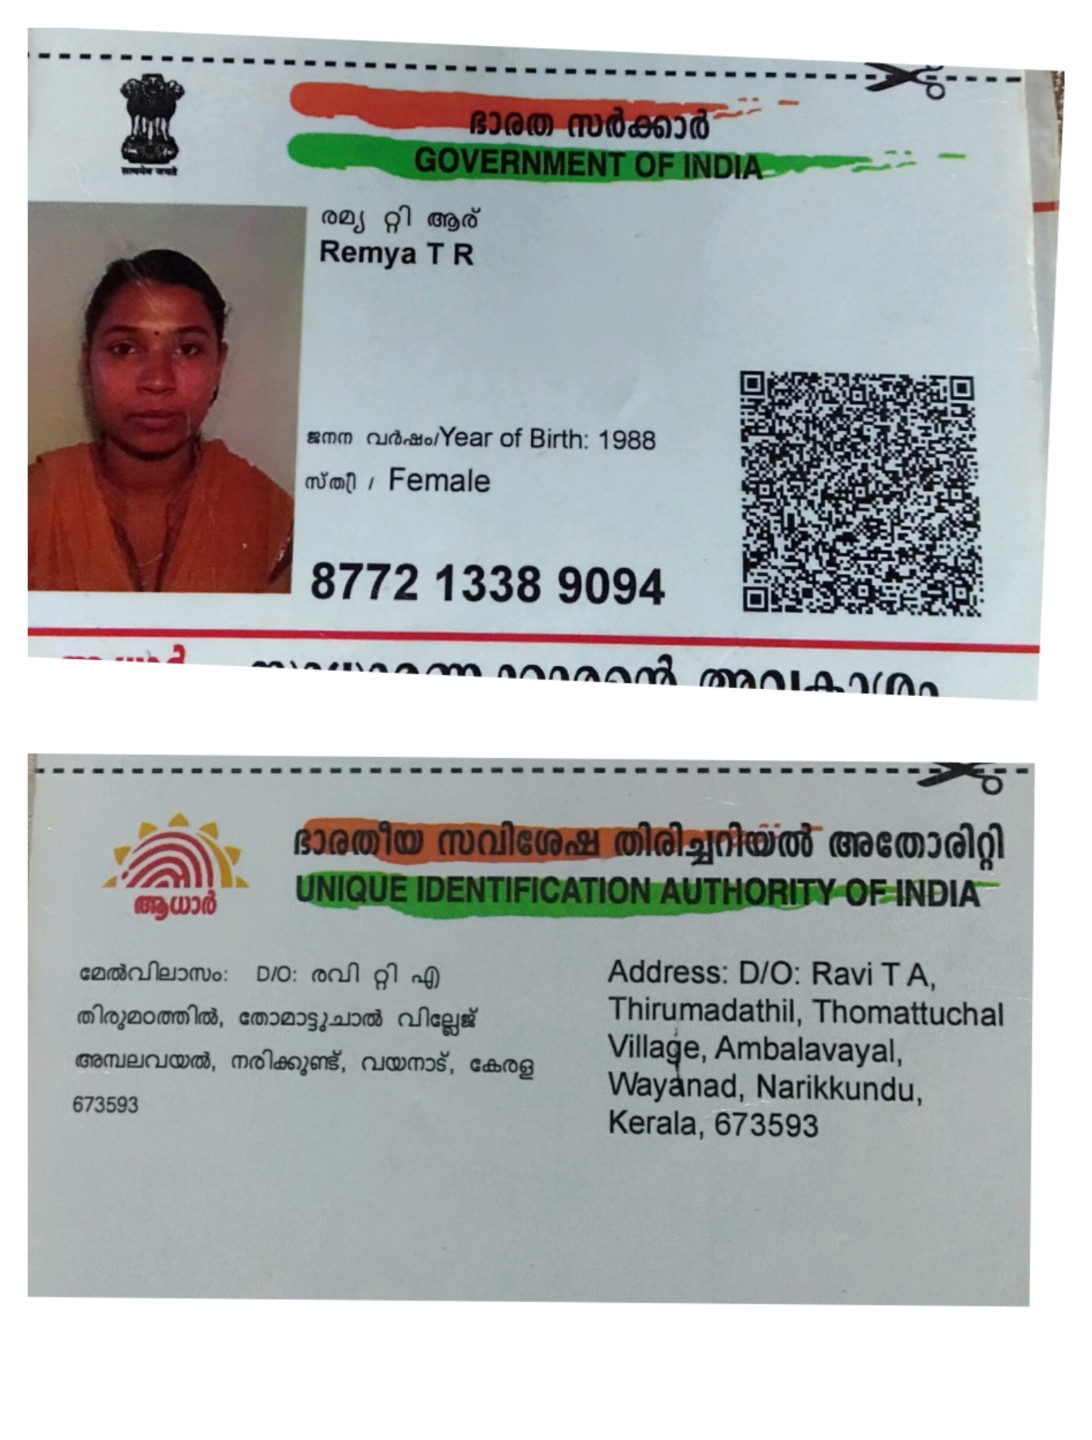 ഭാരത സർക്കാർ
GOVERNMENT OF INDIA
सत्यमेव जयते
രമ്യ റ്റി ആര്
Remya T R
ജനന വർഷം/Year of Birth: 1988
സ്ത്രീ / Female
8772 1338 9094
അവകാശം
ഭാരതീയ സവിശേഷ തിരിച്ചറിയൽ അതോരിറ്റി
UNIQUE IDENTIFICATION AUTHORITY OF INDIA
ആധാർ
മേൽവിലാസം: D/O: രവി റ്റി എ
തിരുമഠത്തിൽ, തോമാട്ടുചാൽ വില്ലേജ്
അമ്പലവയൽ, നരിക്കുണ്ട്, വയനാട്, കേരള
673593
Address: D/O: Ravi T A,
Thirumadathil, Thomattuchal
Village, Ambalavayal,
Wayanad, Narikkundu,
Kerala, 673593